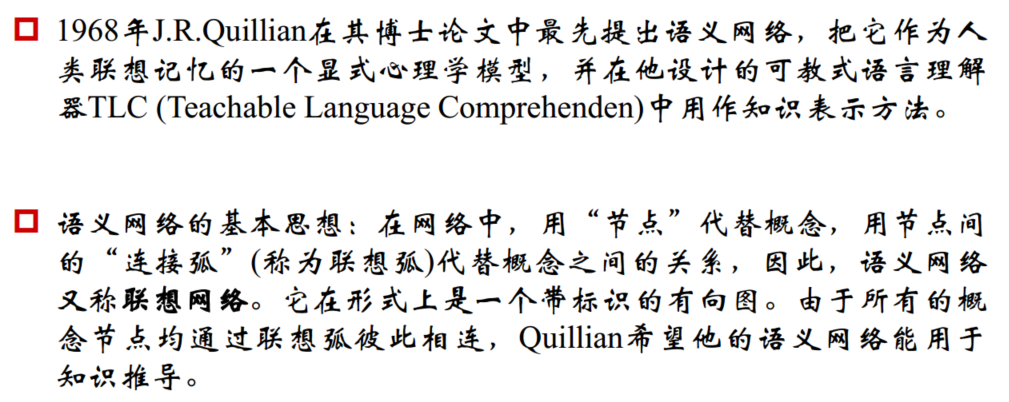 1968年J.R.Quillian在其博士论文中最先提出语义网络，把它作为人
类联想记忆的一个显式心理学模型，并在他设计的可教式语言理解
器TLC (Teachable Language Comprehenden)中用作知识表示方法。
语义网络的基本思想：在网络中，用“节点”代替概念，用节点间
的“连接弧”(称为联想弧)代替概念之间的关系，因此，语义网络
又称联想网络。它在形式上是一个带标识的有向图。由于所有的概
念节点均通过联想弧彼此相连，Quillian希望他的语义网络能用于
知识推导。